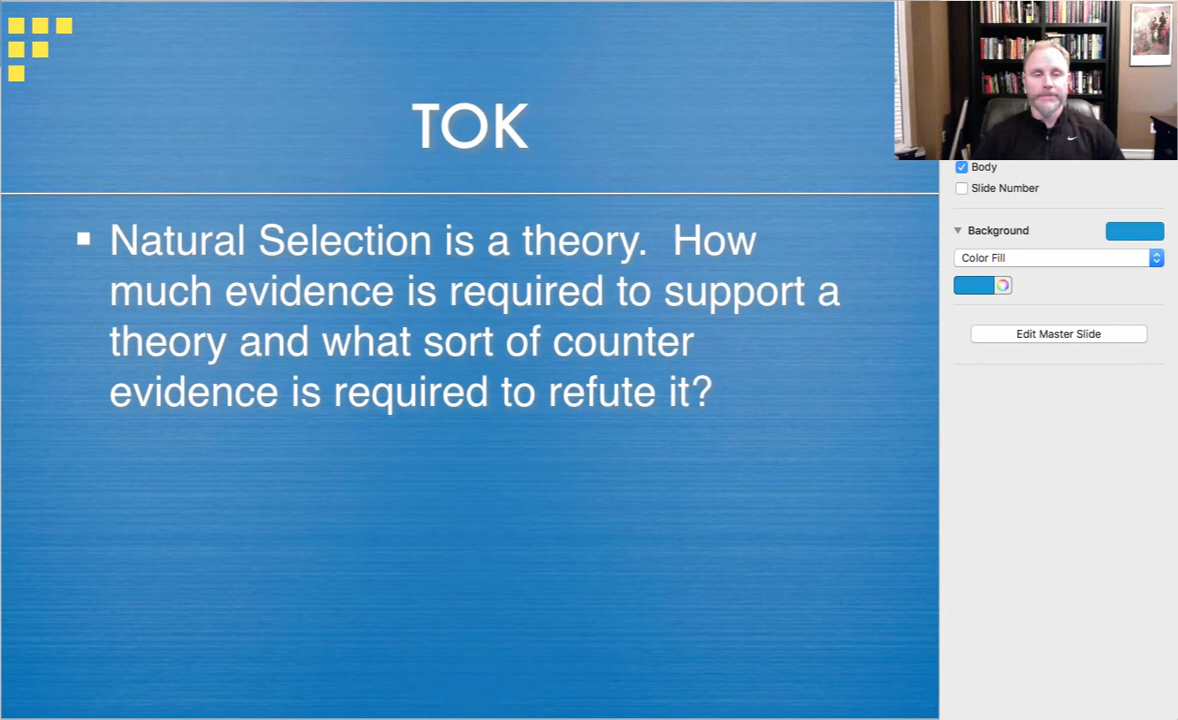 TOK
▪ Natural Selection is a theory.  How
much evidence is required to support a
theory and what sort of counter
evidence is required to refute it?
Body
Slide Number
Background
Color Fill
Edit Master Slide